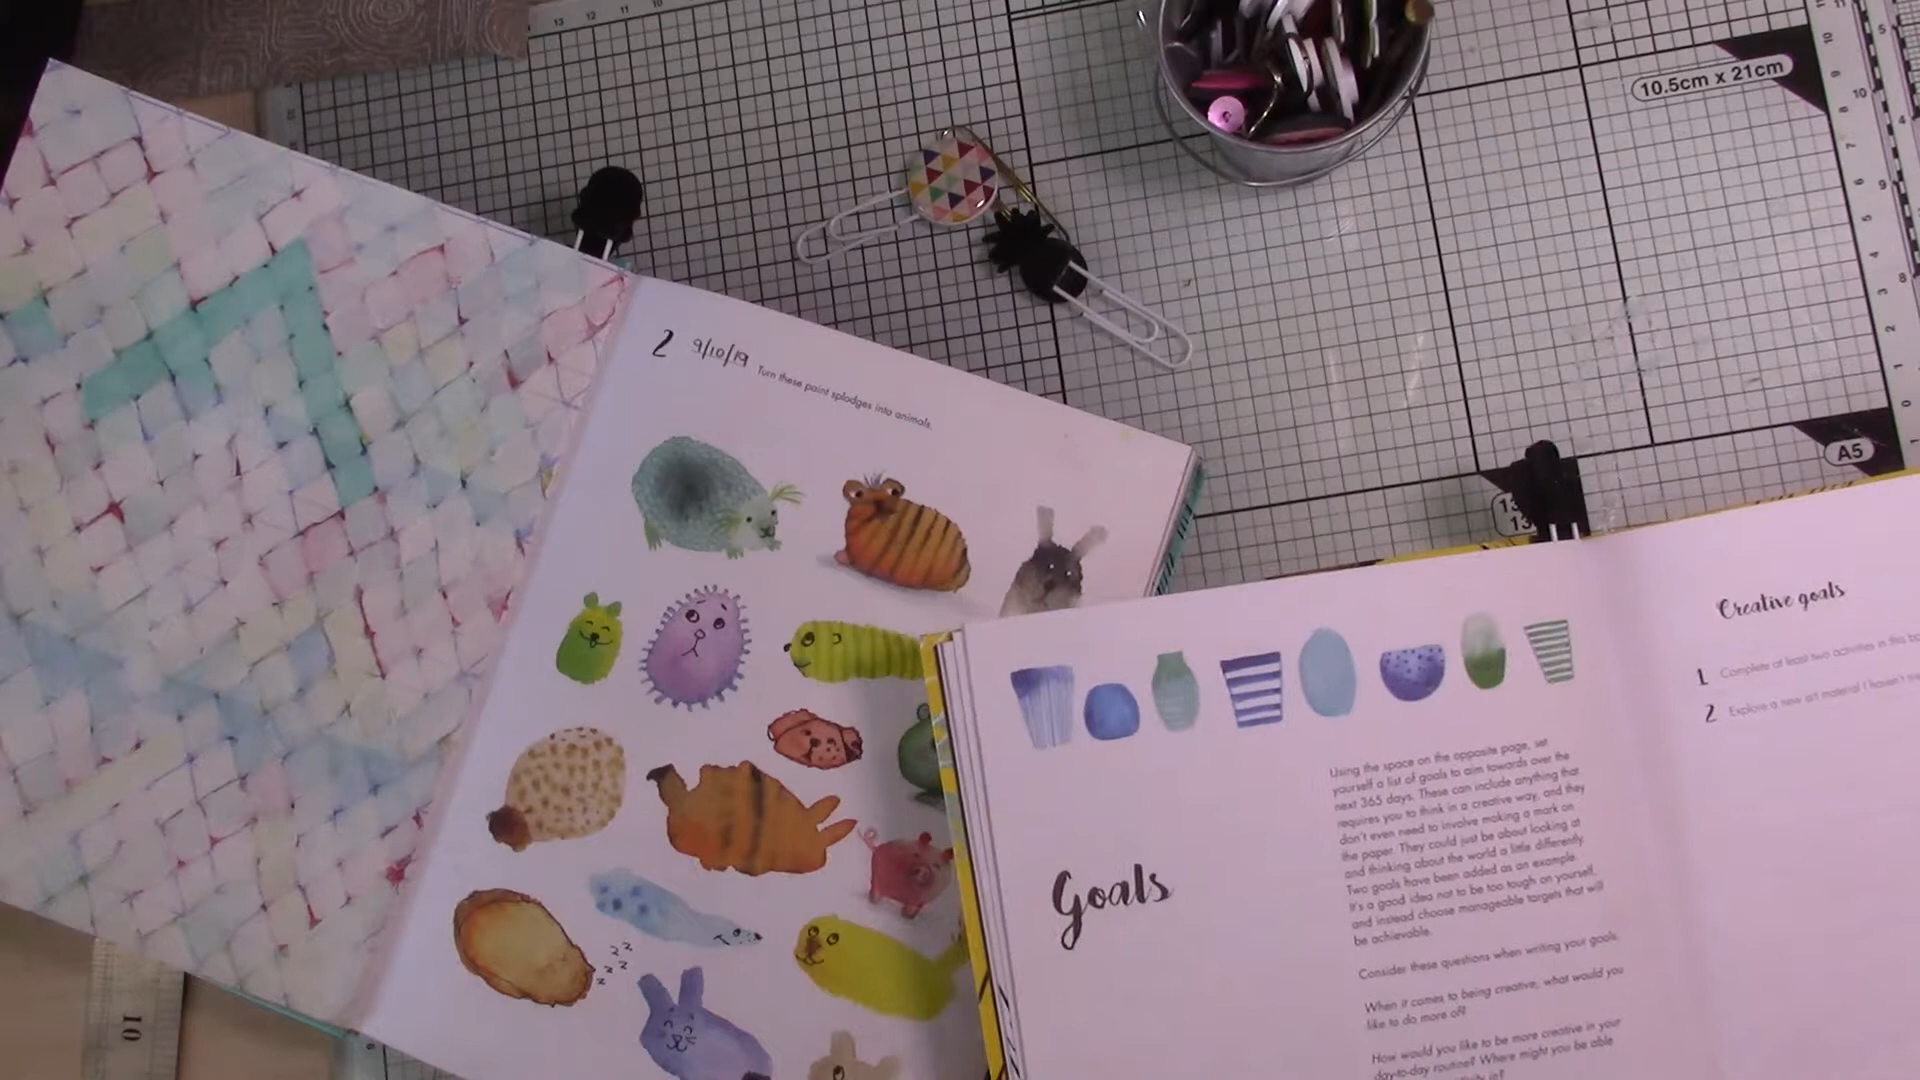 13 12 11 10
10.5cm x 21cm
A5
2 9/10/19 Turn these paint splodges into animals.
z z
z z
z
10
Goals
Using the space on the opposite page, set
yourself a list of goals to aim towards over the
next 365 days. These can include anything that
requires you to think in a creative way, and they
don't even need to involve making a mark on
the paper. They could just be about looking at
and thinking about the world a little differently.
Two goals have been added as an example.
It's a good idea not to be too tough on yourself,
and instead choose manageable targets that will
be achievable.
Consider these questions when writing your goals.
When it comes to being creative, what would you
like to do more of?
How would you like to be more creative in your
day-to-day routine? Where might you be able
Creative goals
1 Complete at least two activities in this
2 Explore a new art material I haven't